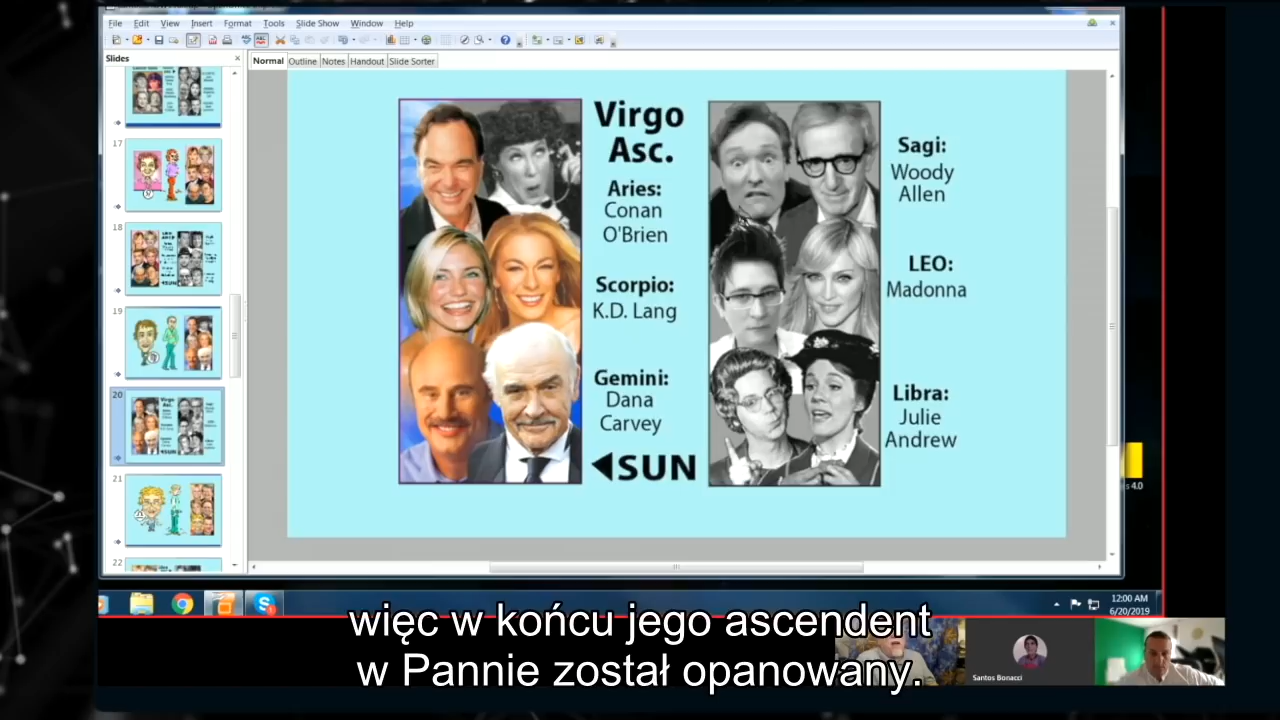 File Edit View Insert Format Tools Slide Show Window Help
Slides
Normal Outline Notes Handout Slide Sorter
17
18
19
20
21
22
Virgo
Asc.
Aries:
Conan
O'Brien
Scorpio:
K.D. Lang
Gemini:
Dana
Carvey
SUN
Sagi:
Woody
Allen
LEO:
Madonna
Libra:
Julie
Andrew
s 4.0
12:00 AM
6/20/2019
więc w końcu jego ascendent
w Pannie został opanowany.
Santos Bonacci